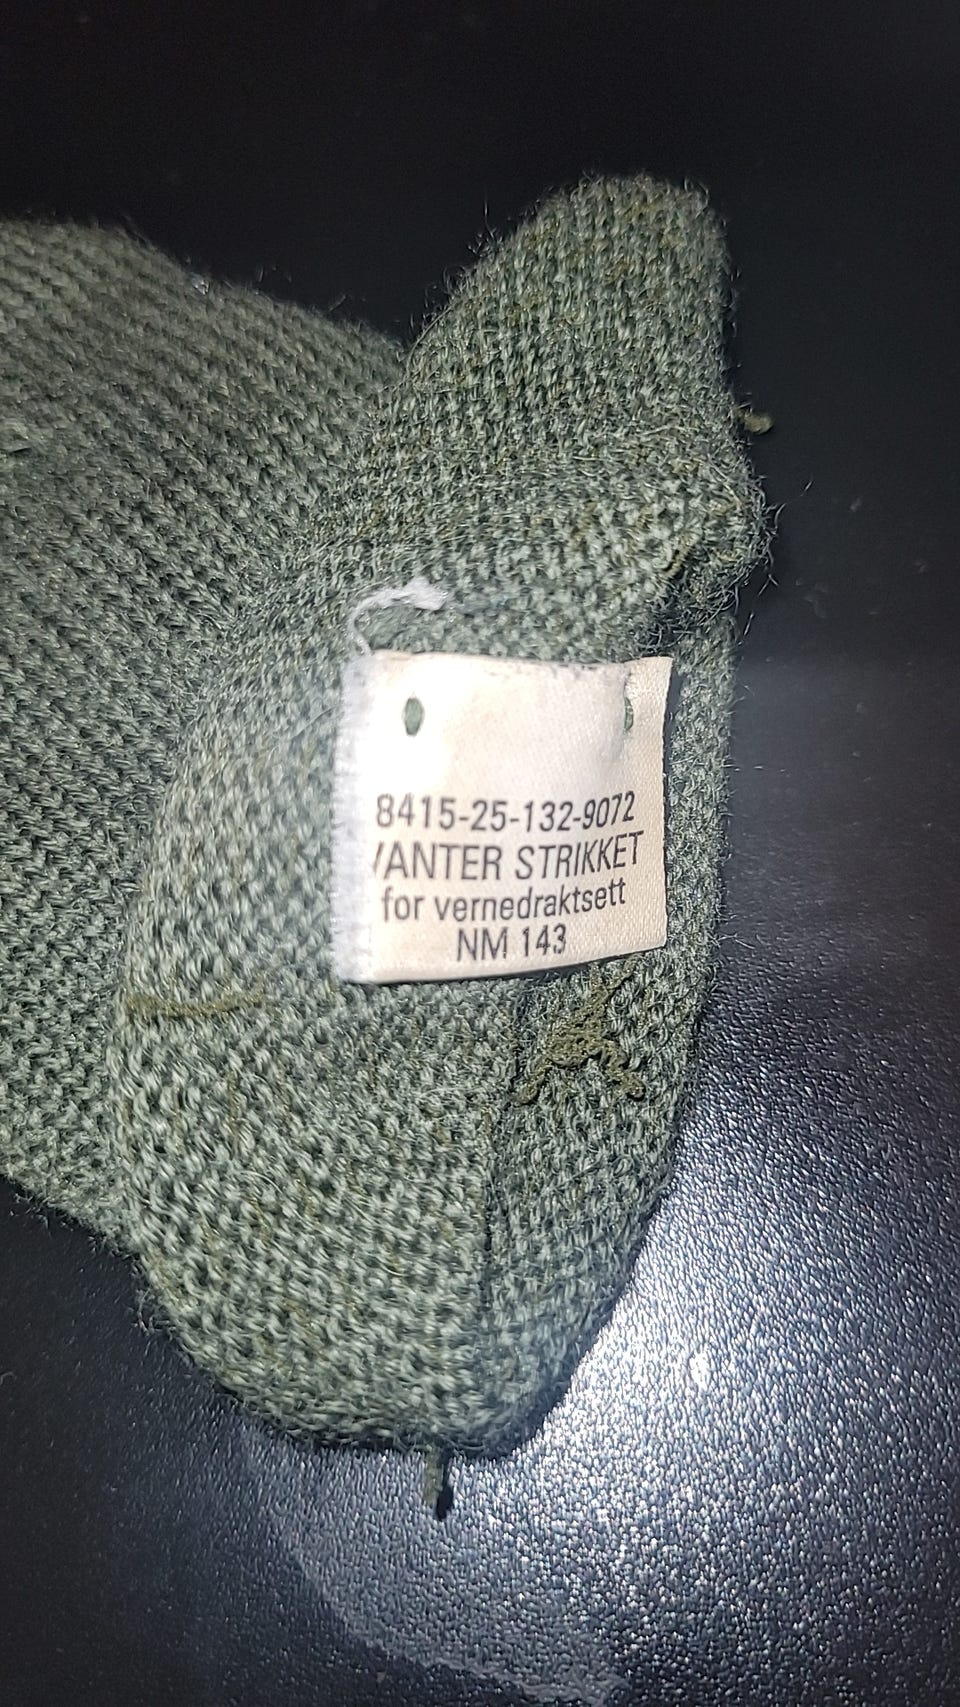 8415-25-132-9072
VANTER STRIKKET
for vernedraktsett
NM 143